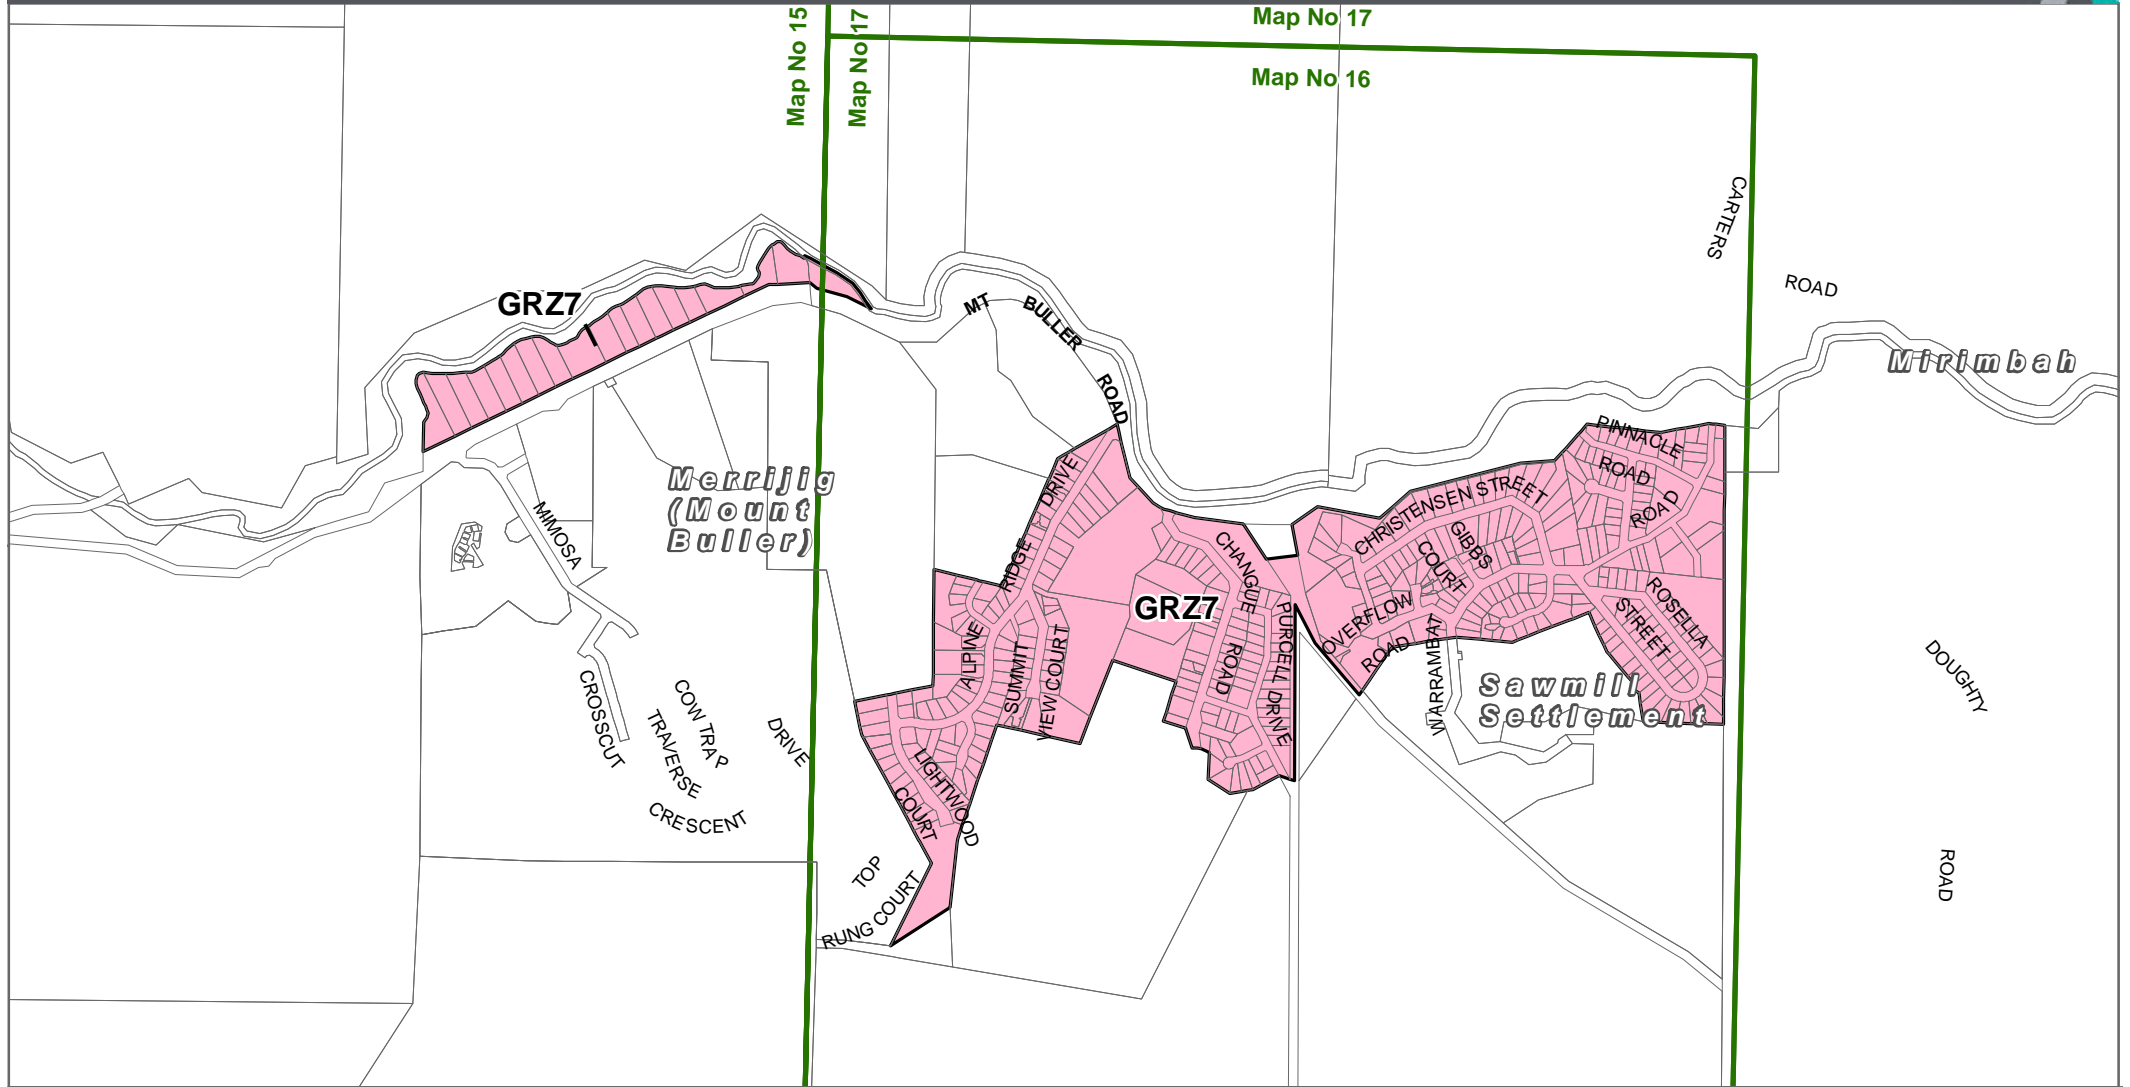 Map No 15
Map No 17
Map No 17
Map No 16
CARTERS
ROAD
GRZ7
MT
BULLER
ROAD
Mirimbah
PINNACLE
ROAD
ROAD
Merrijig
(Mount
Buller)
MIMOSA
RIDGE
DRIVE
CHRISTENSEN STREET
GIBBS
COURT
CHANGUE
ROAD
GRZ7
PURCELL DRIVE
OVERFLOW
ROAD
ROSELLA
STREET
WARRAMBAT
Sawmill
Settlement
ALPINE
SUMMIT
VIEW COURT
DOUGHTY
ROAD
CROSSCUT
COW TRAP
TRAVERSE
CRESCENT
DRIVE
LIGHTWOOD
COURT
TOP
RUNG COURT